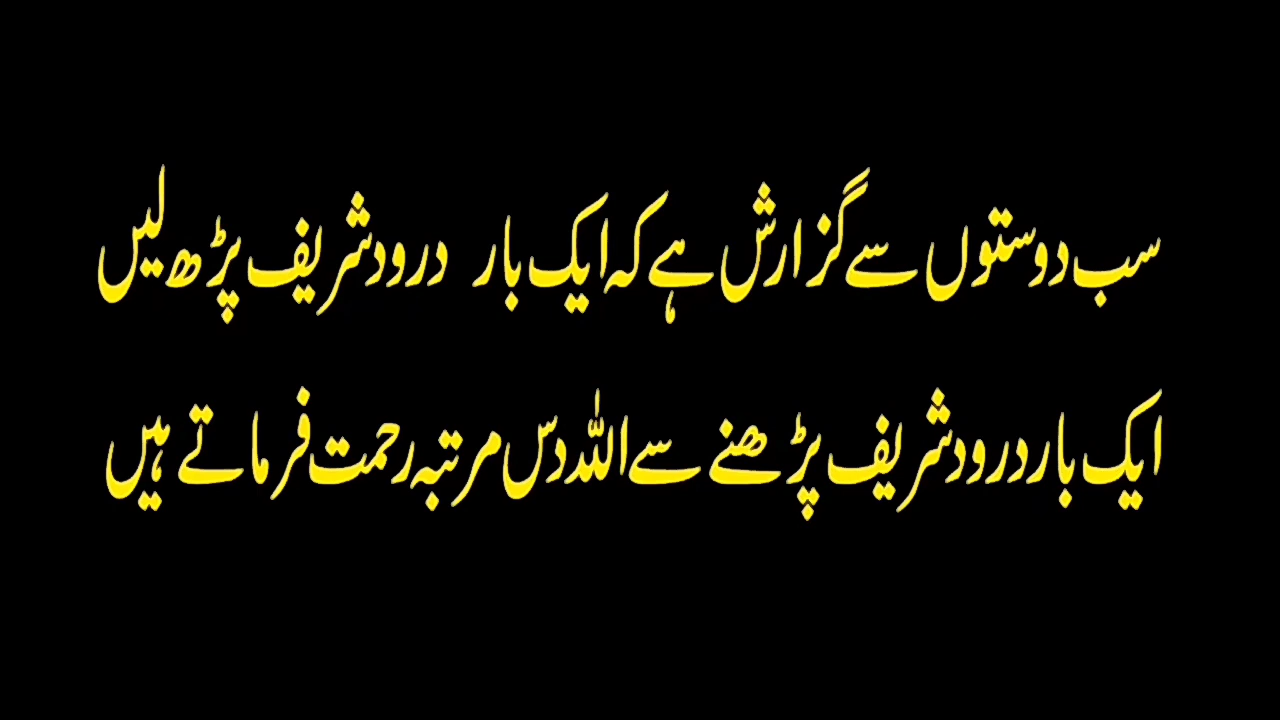 سب دوستوں سے گزارش ہے کہ ایک بار درود شریف پڑھ لیں
ایک بار درود شریف پڑھنے سے اللہ دس مرتبہ رحمت فرماتے ہیں